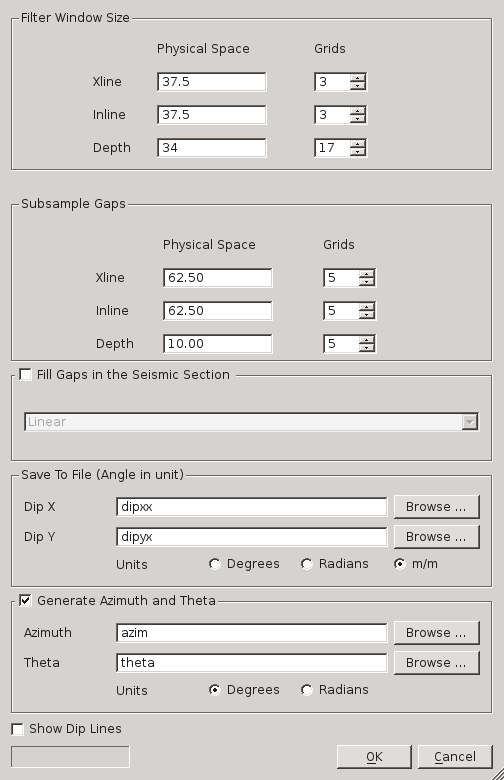 Filter Window Size
Physical Space Grids
Xline 37.5 3
Inline 37.5 3
Depth 34 17
Subsample Gaps
Physical Space Grids
Xline 62.50 5
Inline 62.50 5
Depth 10.00 5
Fill Gaps in the Seismic Section
Linear
Save To File (Angle in unit)
Dip X dipxx Browse ...
Dip Y dipyx Browse ...
Units Degrees Radians m/m
Generate Azimuth and Theta
Azimuth azim Browse ...
Theta theta Browse ...
Units Degrees Radians
Show Dip Lines
OK Cancel